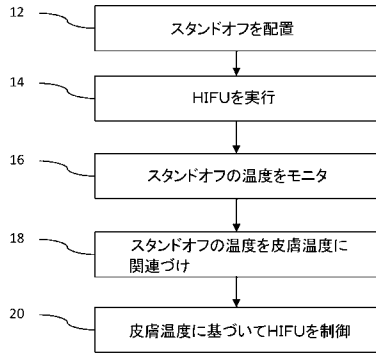 12
スタンドオフを配置
14
HIFUを実行
16
スタンドオフの温度をモニタ
18
スタンドオフの温度を皮膚温度に
関連づけ
20
皮膚温度に基づいてHIFUを制御